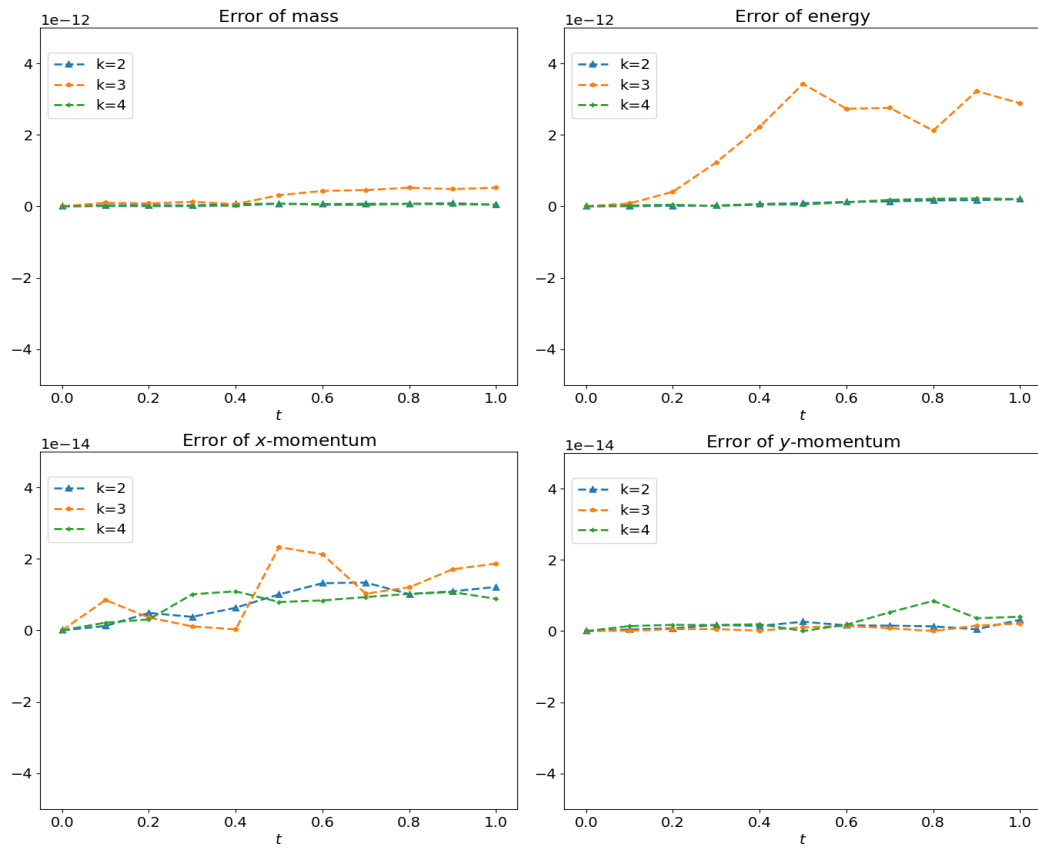 Error of mass
1e−12
k=2
k=3
k=4
4
2
0
−2
−4
0.0 0.2 0.4 0.6 0.8 1.0
t
Error of energy
1e−12
k=2
k=3
k=4
4
2
0
−2
−4
0.0 0.2 0.4 0.6 0.8 1.0
t
Error of x-momentum
1e−14
k=2
k=3
k=4
4
2
0
−2
−4
0.0 0.2 0.4 0.6 0.8 1.0
t
Error of y-momentum
1e−14
k=2
k=3
k=4
4
2
0
−2
−4
0.0 0.2 0.4 0.6 0.8 1.0
t